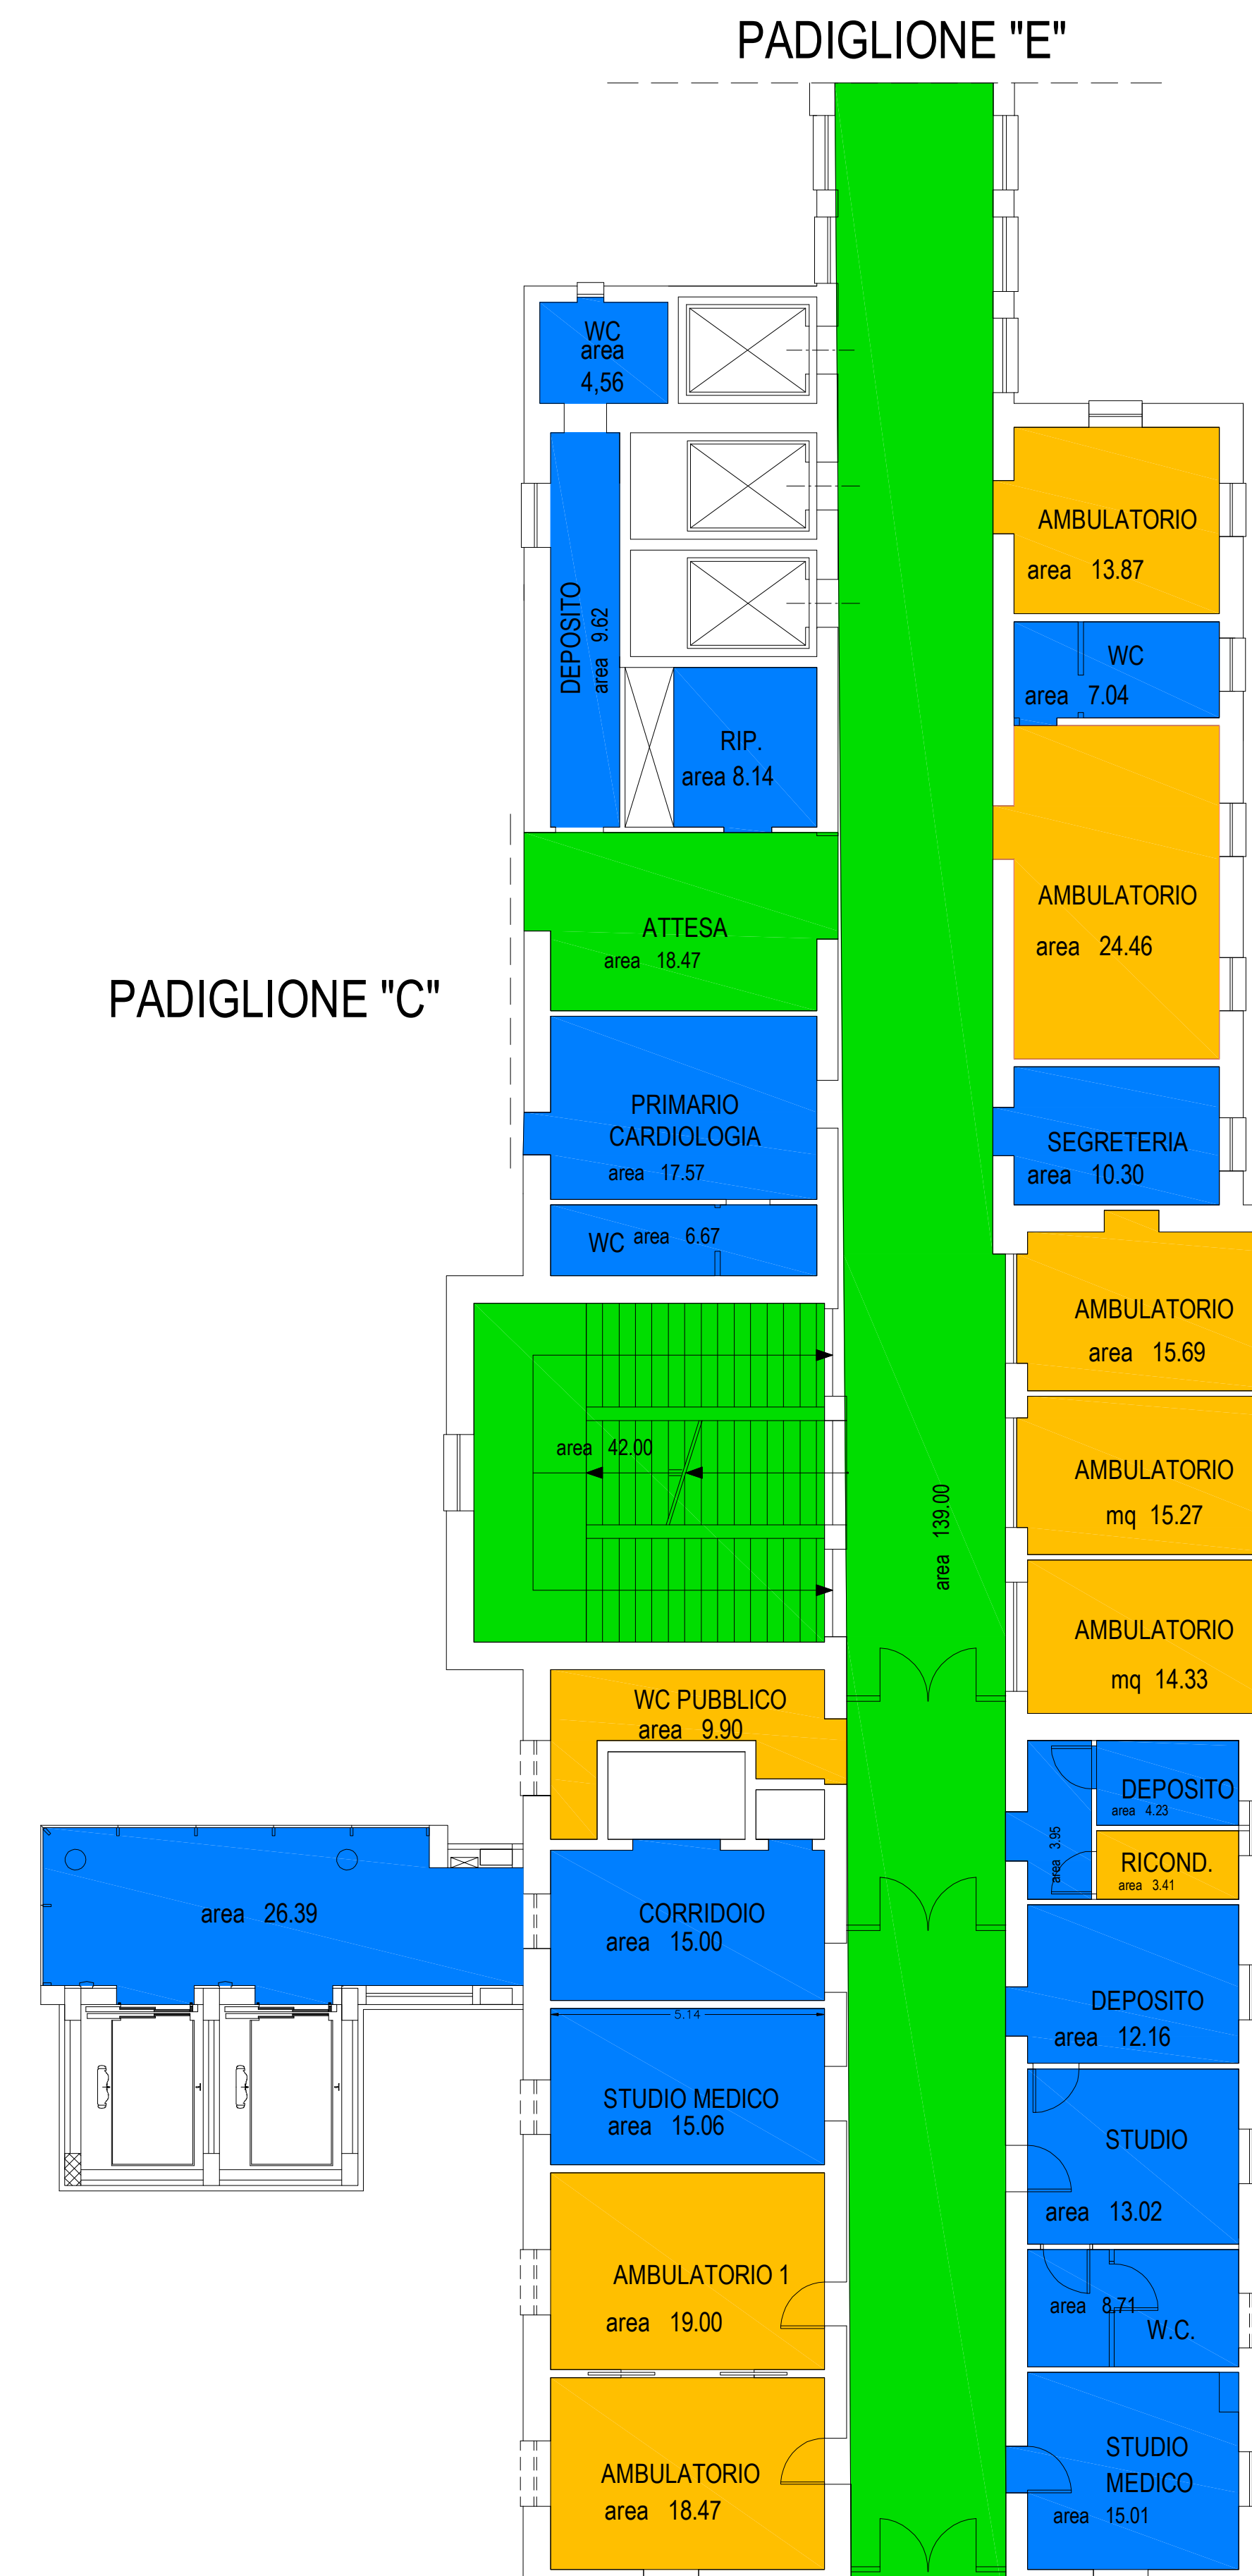 PADIGLIONE "E"
WC
area
4,56
AMBULATORIO
area 13.87
DEPOSITO
area 9.62
WC
area 7.04
RIP.
area 8.14
AMBULATORIO
area 24.46
ATTESA
area 18.47
PADIGLIONE "C"
PRIMARIO
CARDIOLOGIA
area 17.57
SEGRETERIA
area 10.30
WC area 6.67
AMBULATORIO
area 15.69
area 42.00
AMBULATORIO
mq 15.27
area 139.00
AMBULATORIO
mq 14.33
WC PUBBLICO
area 9.90
DEPOSITO
area 4.23
area 3.95
RICOND.
area 3.41
area 26.39
CORRIDOIO
area 15.00
DEPOSITO
area 12.16
5.14
STUDIO MEDICO
area 15.06
STUDIO
area 13.02
AMBULATORIO 1
area 19.00
area 8.71
W.C.
AMBULATORIO
area 18.47
STUDIO
MEDICO
area 15.01